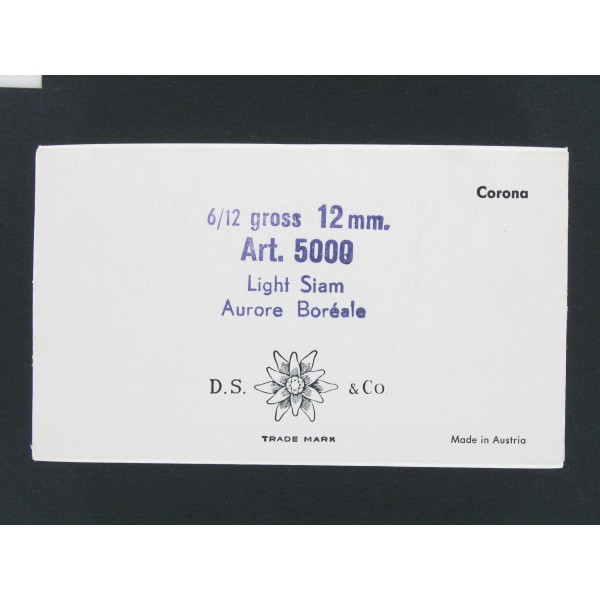 Corona
6/12 gross 12 mm.
Art. 5000
Light Siam
Aurore Boréale
D.S. & Co
TRADE MARK
Made in Austria